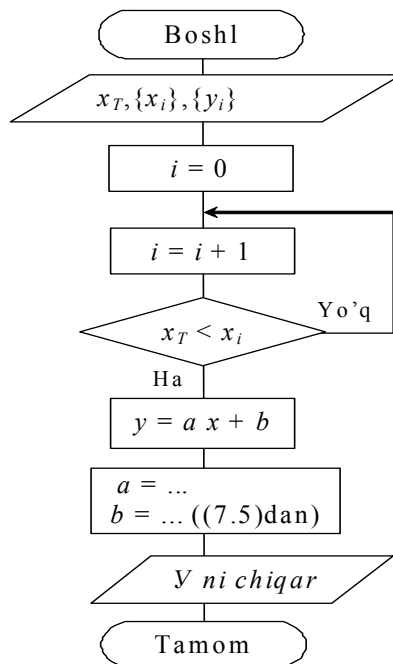 Boshl
x_T, {x_i}, {y_i}
i = 0
i = i + 1
Yo'q
x_T < x_i
Ha
y = a x + b
a = ...
b = ... ((7.5)dan)
У ni chiqar
Tamom